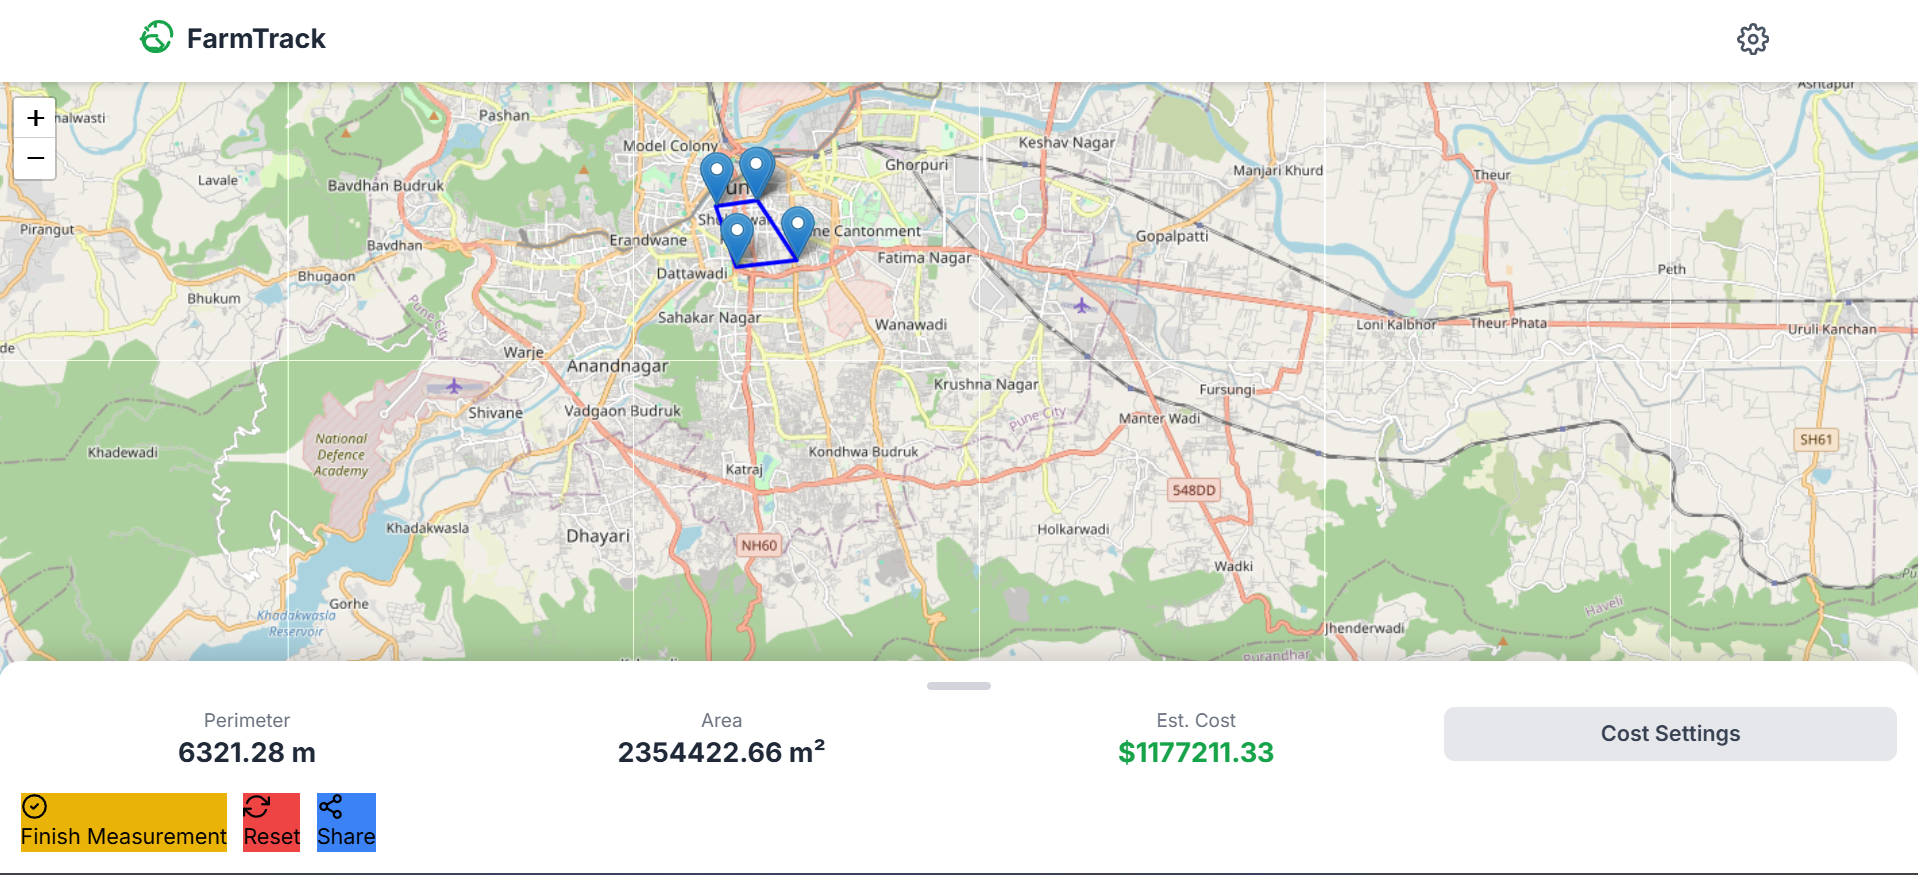 FarmTrack
+
−
nalwasti
Pashan
Model Colony
Ashtapur
Keshav Nagar
Ghorpuri
Manjari Khurd
Theur
Lavale
Bavdhan Budruk
Pirangut
Bavdhan
Erandwane
ne Cantonment
Gopalpatti
Fatima Nagar
Dattawadi
Bhugaon
Peth
Bhukum
Pune City
Sahakar Nagar
Wanawadi
Loni Kalbhor
Theur Phata
Uruli Kanchan
de
Warje
Anandnagar
Krushna Nagar
Fursungi
Shivane
Vadgaon Budruk
Pune City
Manter Wadi
National
Defence
Academy
Khadewadi
Katraj
Kondhwa Budruk
SH61
548DD
Khadakwasla
Dhayari
NH60
Holkarwadi
Wadki
Gorhe
Khadakwasla
Reservoir
Haveli
Jhenderwadi
Purandhar
Perimeter
6321.28 m
Area
2354422.66 m²
Est. Cost
$1177211.33
Cost Settings
Finish Measurement
Reset
Share